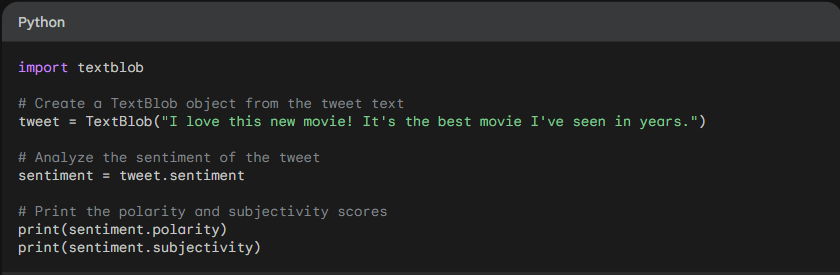 Python
import textblob
# Create a TextBlob object from the tweet text
tweet = TextBlob("I love this new movie! It's the best movie I've seen in years.")
# Analyze the sentiment of the tweet
sentiment = tweet.sentiment
# Print the polarity and subjectivity scores
print(sentiment.polarity)
print(sentiment.subjectivity)